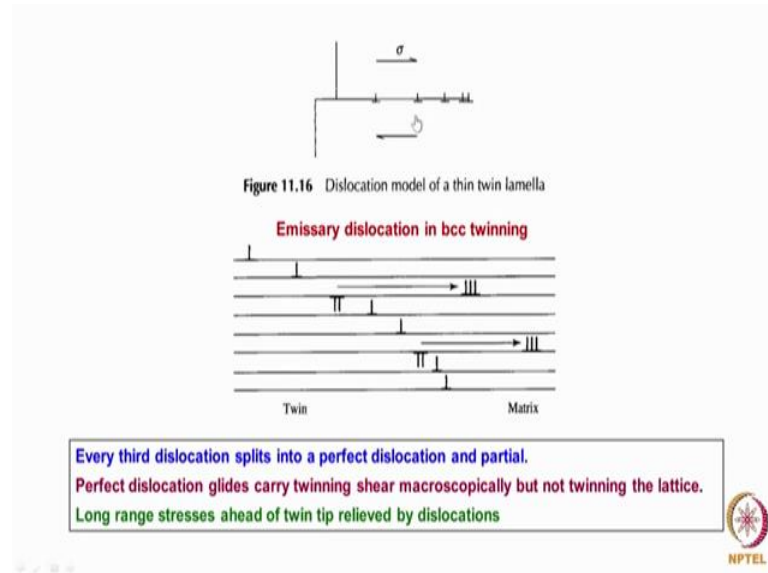 σ
Figure 11.16 Dislocation model of a thin twin lamella
Emissary dislocation in bcc twinning
Twin Matrix
Every third dislocation splits into a perfect dislocation and partial.
Perfect dislocation glides carry twinning shear macroscopically but not twinning the lattice.
Long range stresses ahead of twin tip relieved by dislocations
NPTEL